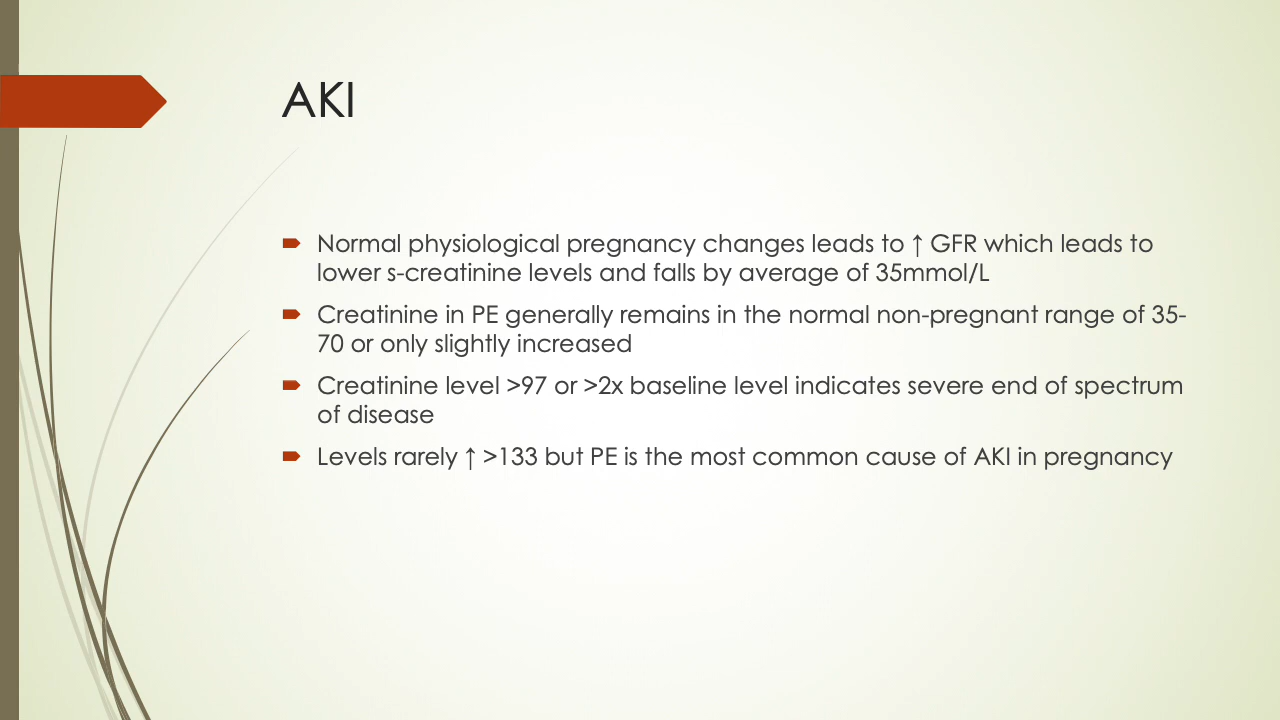 AKI
Normal physiological pregnancy changes leads to ↑ GFR which leads to
lower s-creatinine levels and falls by average of 35mmol/L
Creatinine in PE generally remains in the normal non-pregnant range of 35-
70 or only slightly increased
Creatinine level >97 or >2x baseline level indicates severe end of spectrum
of disease
Levels rarely ↑ >133 but PE is the most common cause of AKI in pregnancy